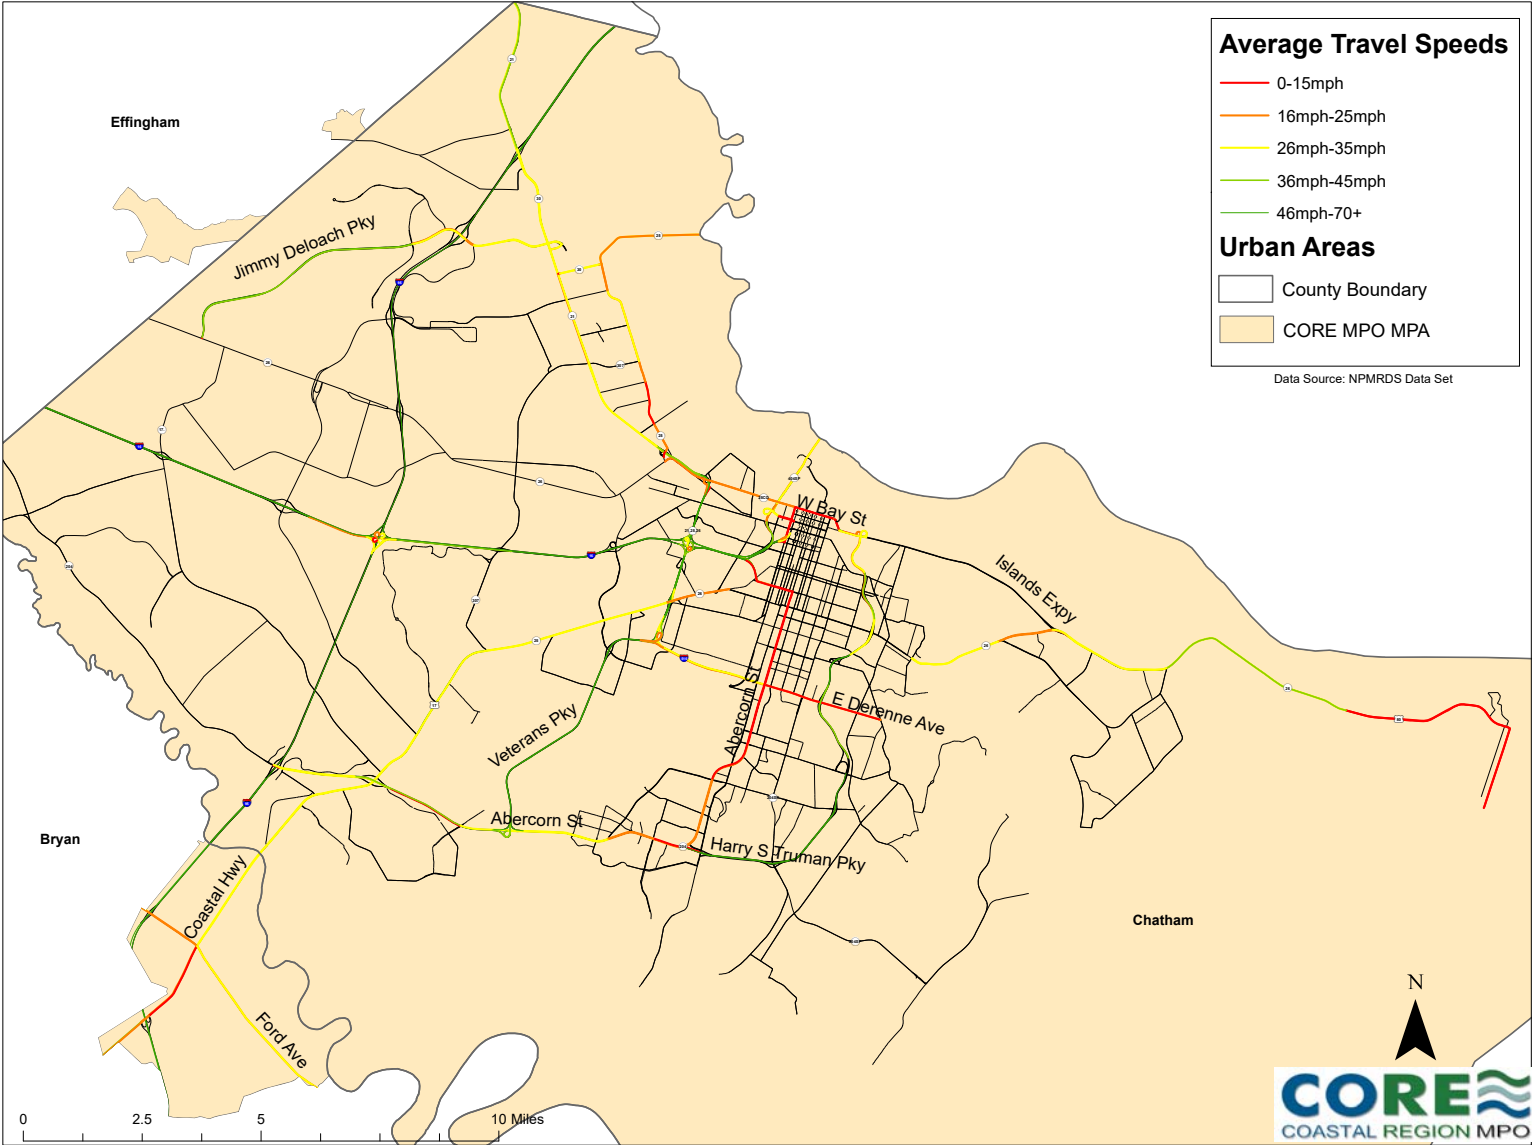 Average Travel Speeds
0-15mph
16mph-25mph
26mph-35mph
36mph-45mph
46mph-70+
Urban Areas
County Boundary
CORE MPO MPA
Data Source: NPMRDS Data Set
Effingham
Jimmy Deloach Pky
W Bay St
Islands Expy
E Derenne Ave
Abercorn St
Veterans Pky
Abercorn St
Harry S Truman Pky
Bryan
Coastal Hwy
Ford Ave
Chatham
N
0 2.5 5 10 Miles
CORE
COASTAL REGION MPO